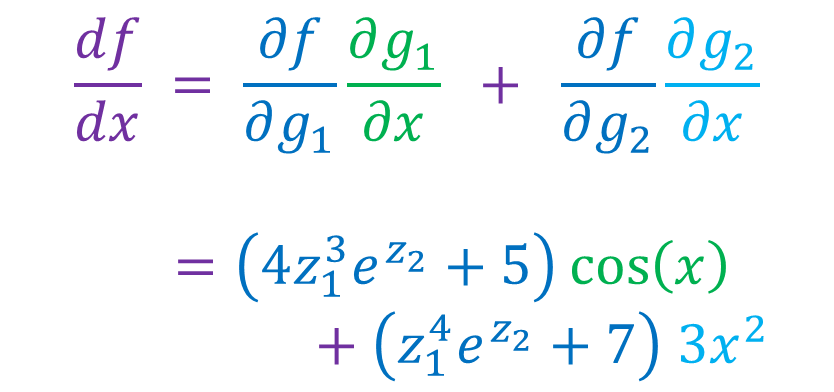 df/dx = ∂f/∂g₁ ∂g₁/∂x + ∂f/∂g₂ ∂g₂/∂x
= (4z₁³e^{z₂} + 5) cos(x)
+ (z₁⁴e^{z₂} + 7) 3x²